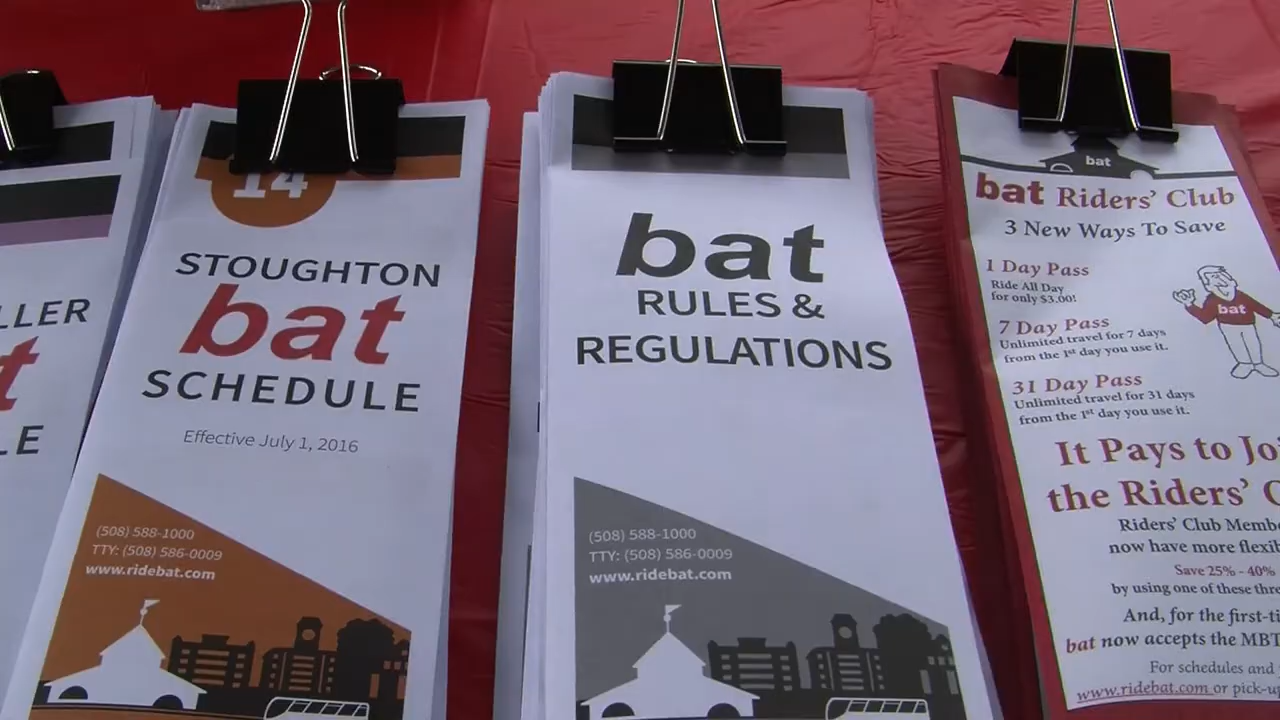 LLER
t
LE
14
STOUGHTON
bat
SCHEDULE
Effective July 1, 2016
(508) 588-1000
TTY: (508) 586-0009
www.ridebat.com
bat
RULES &
REGULATIONS
(508) 588-1000
TTY: (508) 586-0009
www.ridebat.com
bat
bat Riders' Club
3 New Ways To Save
1 Day Pass
Ride All Day
for only $3.00!
7 Day Pass
Unlimited travel for 7 days
from the 1st day you use it.
31 Day Pass
Unlimited travel for 31 days
from the 1st day you use it.
bat
It Pays to Joi
the Riders' C
Riders' Club Membe
now have more flexib
Save 25% - 40%
by using one of these thre
And, for the first-ti
bat now accepts the MBT
For schedules and
www.ridebat.com or pick-up